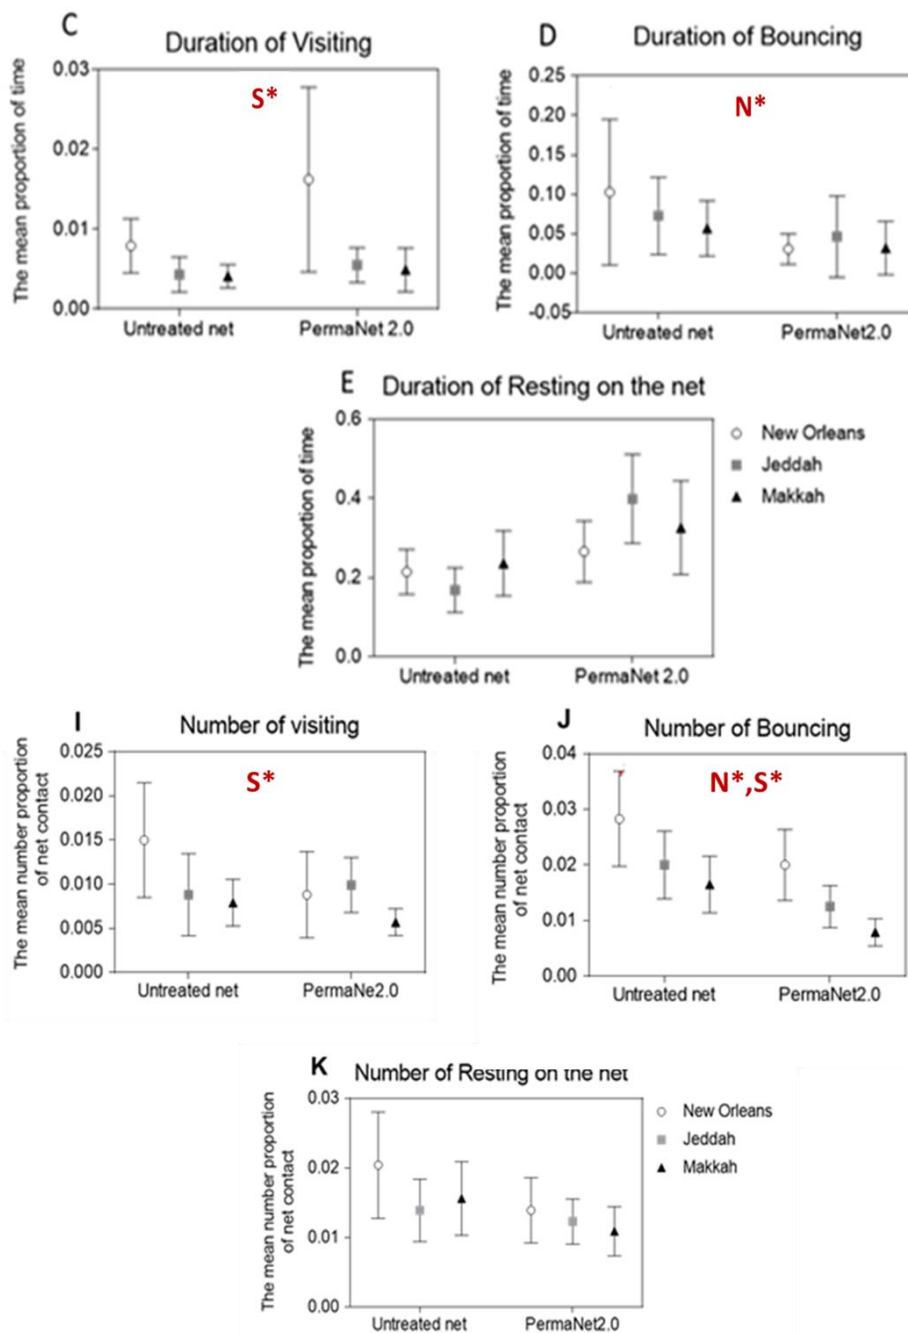 C
Duration of Visiting
The mean proportion of time
0.03
0.02
0.01
0.00
S*
Untreated net
PermaNet 2.0
D
Duration of Bouncing
The mean proportion of time
0.25
0.20
0.15
0.10
0.05
0.00
-0.05
N*
Untreated net
PermaNet2.0
E
Duration of Resting on the net
The mean proportion of time
0.6
0.4
0.2
0.0
Untreated net
PermaNet 2.0
New Orleans
Jeddah
Makkah
I
Number of visiting
The mean number proportion
of net contact
0.025
0.020
0.015
0.010
0.005
0.000
S*
Untreated net
PermaNe2.0
J
Number of Bouncing
The mean number proportion
of net contact
0.04
0.03
0.02
0.01
0.00
N*,S*
Untreated net
PermaNet2.0
K
Number of Resting on the net
The mean number proportion
of net contact
0.03
0.02
0.01
0.00
Untreated net
PermaNet2.0
New Orleans
Jeddah
Makkah